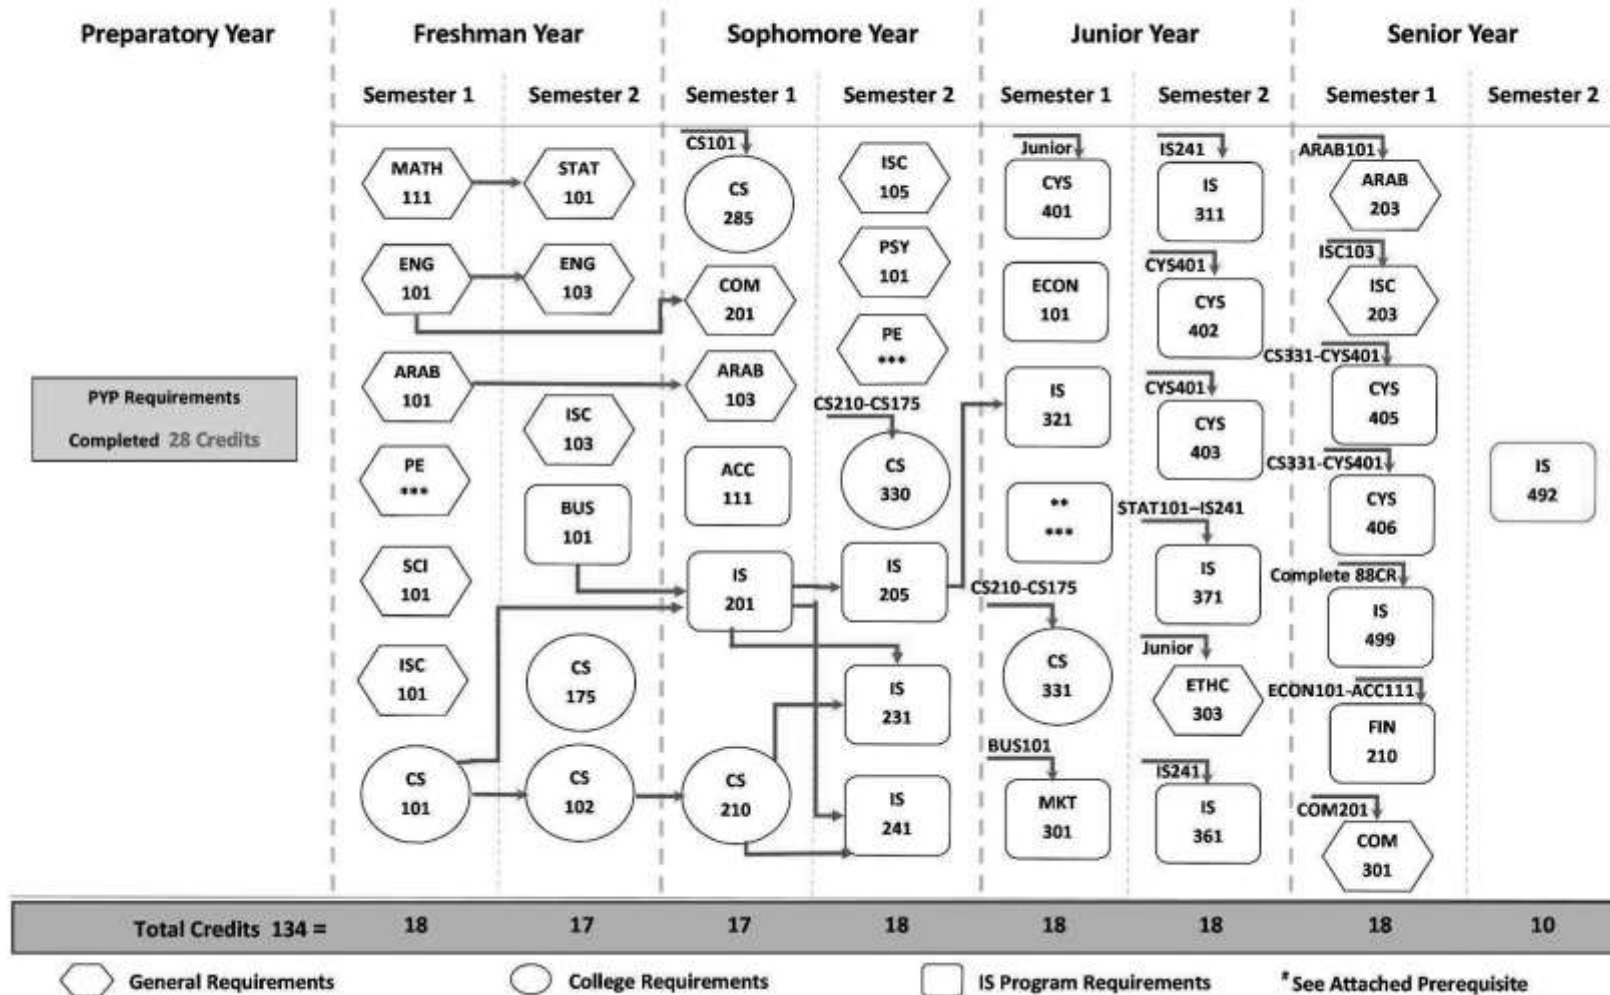 Preparatory Year
Freshman Year
Sophomore Year
Junior Year
Senior Year
Semester 1
Semester 2
Semester 1
Semester 2
Semester 1
Semester 2
Semester 1
Semester 2
PYP Requirements
Completed 28 Credits
MATH
111
ENG
101
ARAB
101
PE
***
SCI
101
ISC
101
CS
101
STAT
101
ENG
103
ISC
103
BUS
101
CS
175
CS
102
CS101
CS
285
COM
201
ARAB
103
ACC
111
IS
201
CS
210
ISC
105
PSY
101
PE
***
CS210-CS175
CS
330
IS
205
IS
231
IS
241
Junior
CYS
401
ECON
101
IS
321
**
***
CS210-CS175
CS
331
BUS101
MKT
301
IS241
IS
311
CYS401
CYS
402
CYS401
CYS
403
STAT101–IS241
IS
371
Junior
ETHC
303
IS241
IS
361
ARAB101
ARAB
203
ISC103
ISC
203
CS331-CYS401
CYS
405
CS331-CYS401
CYS
406
Complete 88CR
IS
499
ECON101-ACC111
FIN
210
COM201
COM
301
IS
492
Total Credits 134 = 18 17 17 18 18 18 18 10
General Requirements
College Requirements
IS Program Requirements
#See Attached Prerequisite